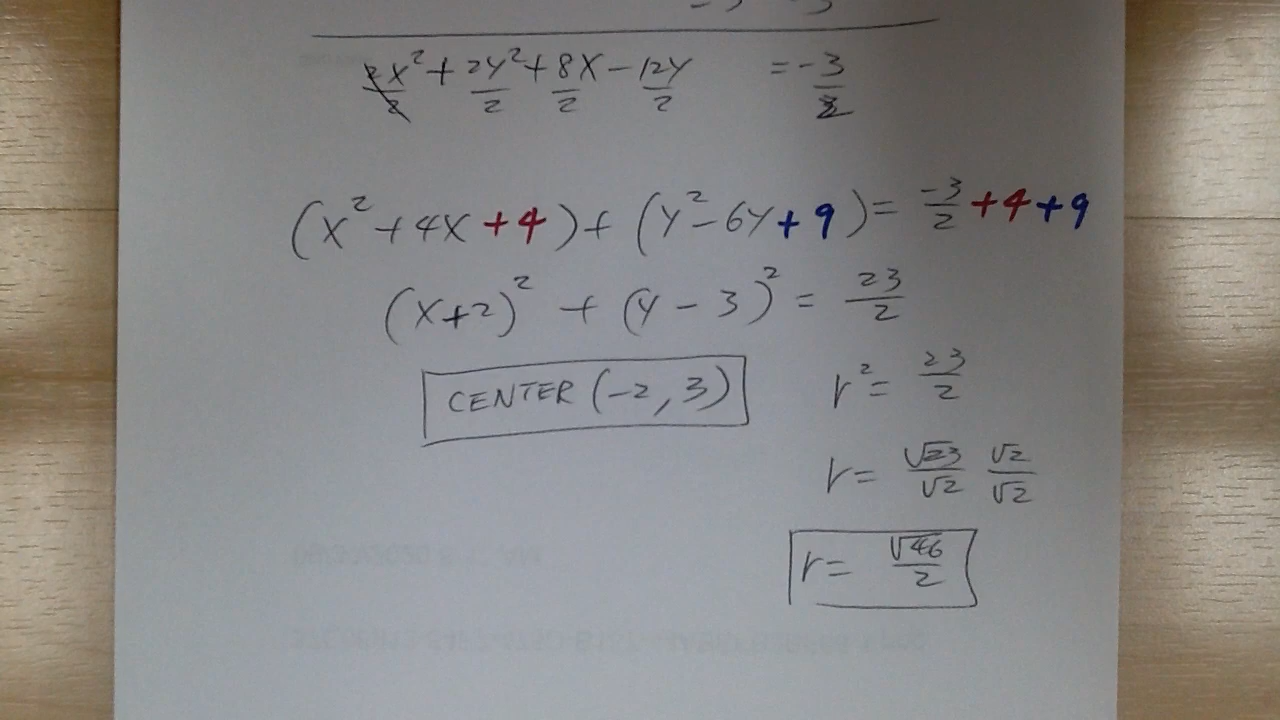 -3 -3
2x²/2 + 2y²/2 + 8x/2 - 12y/2 = -3/2
(x² + 4x + 4) + (y² - 6y + 9) = -3/2 + 4 + 9
(x+2)² + (y - 3)² = 23/2
CENTER (-2, 3)
r² = 23/2
r = √23/√2 √2/√2
r = √46/2